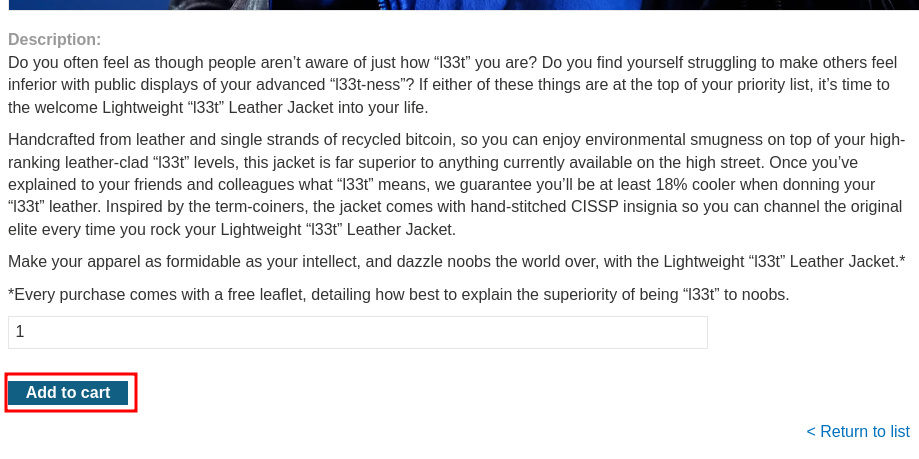 Description:
Do you often feel as though people aren’t aware of just how “l33t” you are? Do you find yourself struggling to make others feel
inferior with public displays of your advanced “l33t-ness”? If either of these things are at the top of your priority list, it’s time to
the welcome Lightweight “l33t” Leather Jacket into your life.
Handcrafted from leather and single strands of recycled bitcoin, so you can enjoy environmental smugness on top of your high-
ranking leather-clad “l33t” levels, this jacket is far superior to anything currently available on the high street. Once you’ve
explained to your friends and colleagues what “l33t” means, we guarantee you’ll be at least 18% cooler when donning your
“l33t” leather. Inspired by the term-coiners, the jacket comes with hand-stitched CISSP insignia so you can channel the original
elite every time you rock your Lightweight “l33t” Leather Jacket.
Make your apparel as formidable as your intellect, and dazzle noobs the world over, with the Lightweight “l33t” Leather Jacket.*
*Every purchase comes with a free leaflet, detailing how best to explain the superiority of being “l33t” to noobs.
1
Add to cart
< Return to list